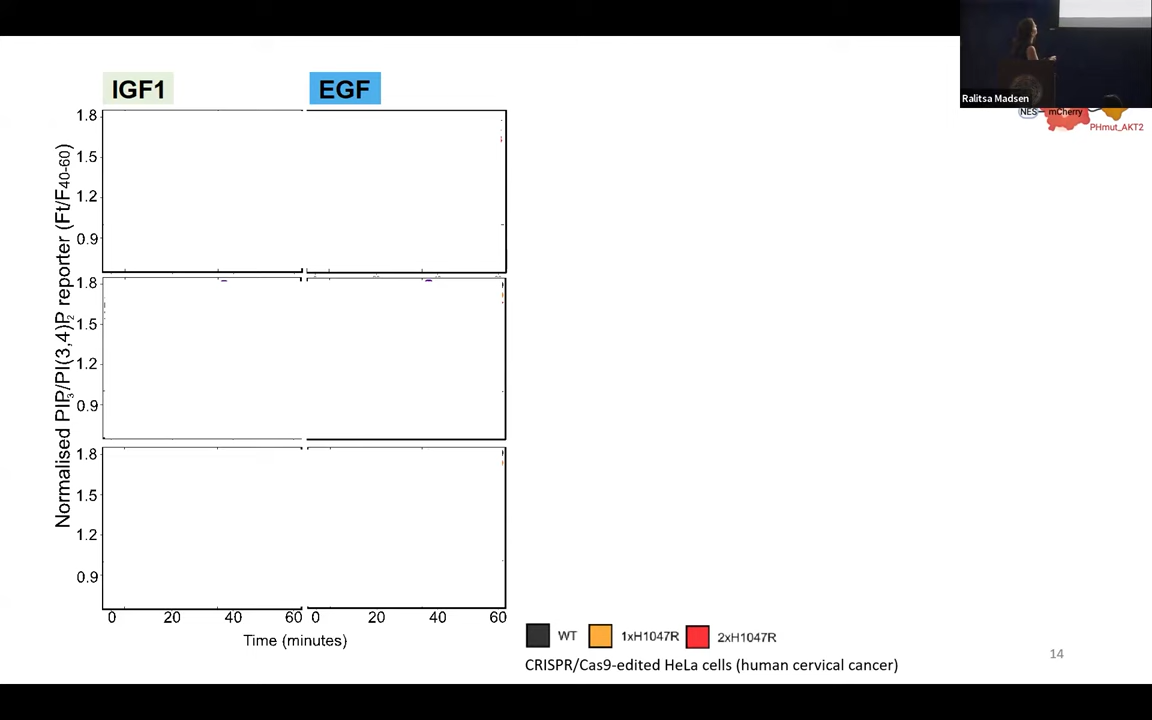 Ralitsa Madsen
NES
mCherry
PHmut_AKT2
IGF1
EGF
Normalised PIP3/PI(3,4)P2 reporter (Ft/F40-60)
1.8
1.5
1.2
0.9
1.8
1.5
1.2
0.9
1.8
1.5
1.2
0.9
0 20 40 60 0 20 40 60
Time (minutes)
WT 1xH1047R 2xH1047R
CRISPR/Cas9-edited HeLa cells (human cervical cancer)
14